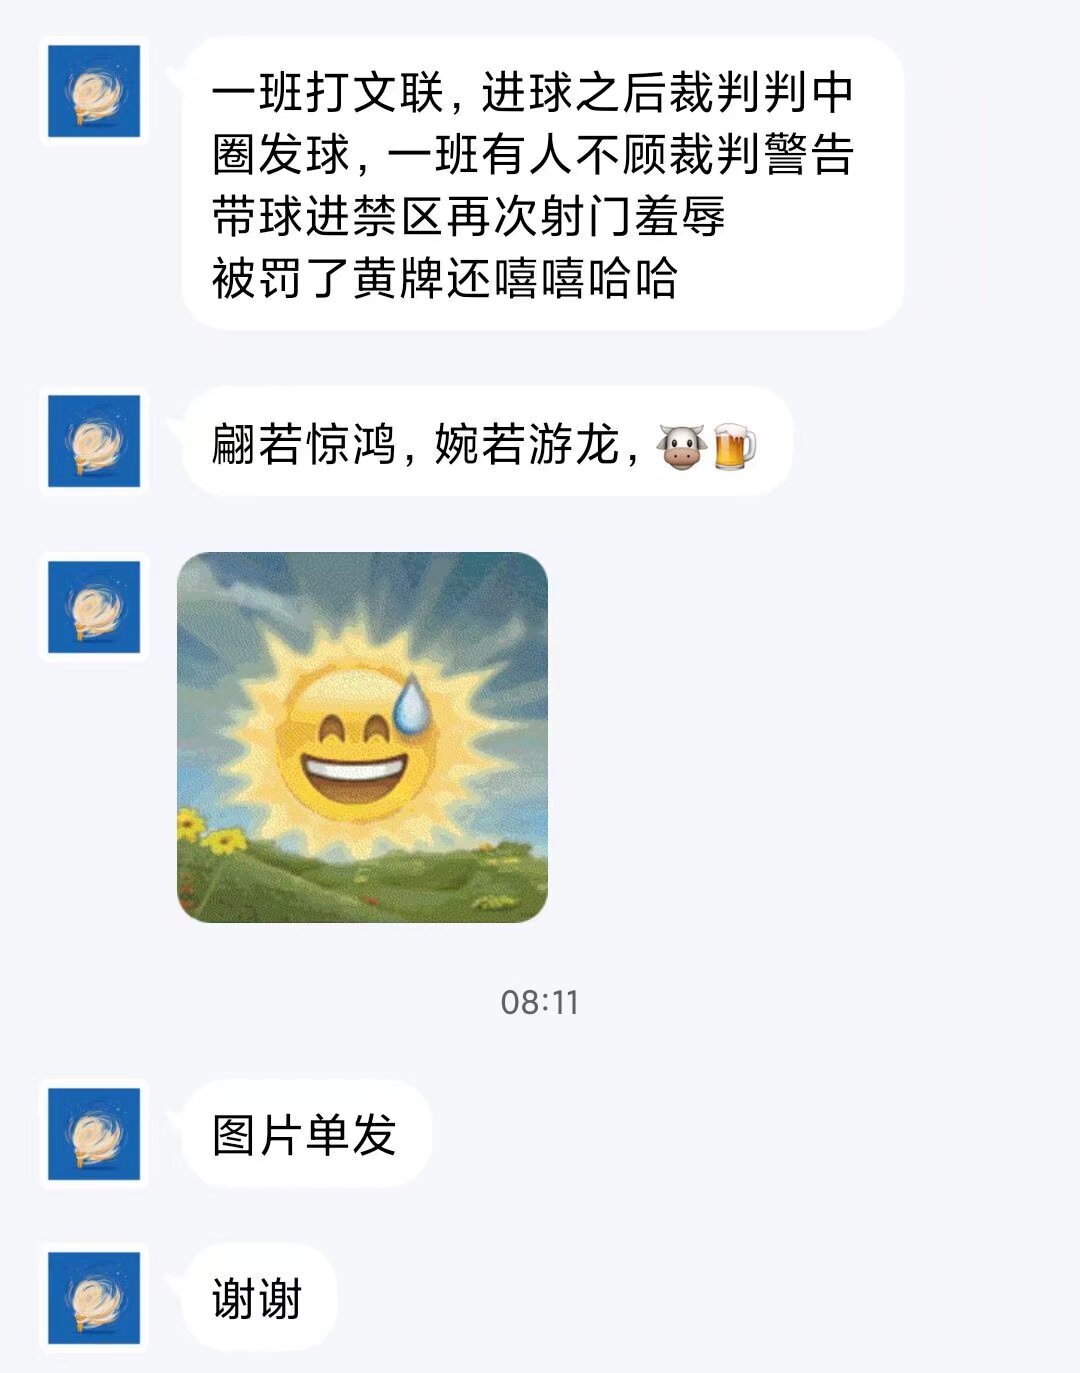 一班打文联，进球之后裁判判中
圈发球，一班有人不顾裁判警告
带球进禁区再次射门羞辱
被罚了黄牌还嘻嘻哈哈
翩若惊鸿，婉若游龙，🐮🍺
08:11
图片单发
谢谢